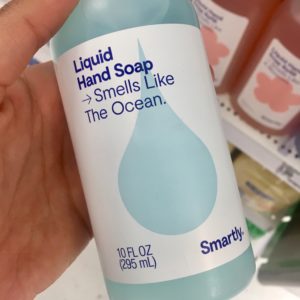 Liquid
Hand Soap
→ Smells Like
The Ocean.
10 FL OZ
(295 mL)
Smartly.